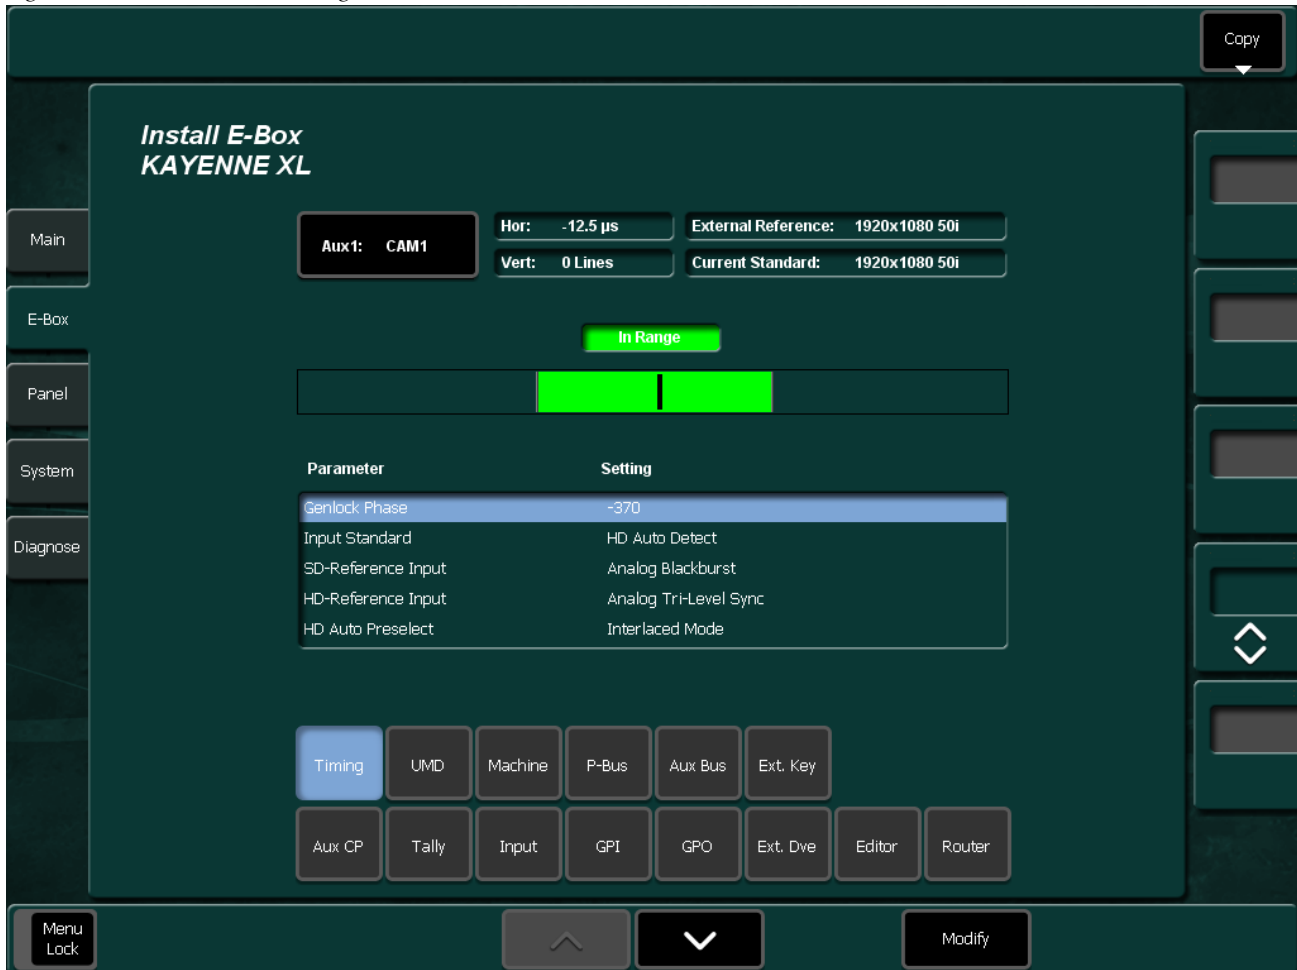 Copy
Install E-Box
KAYENNE XL
Aux1: CAM1
Hor: -12.5 µs
External Reference: 1920x1080 50i
Vert: 0 Lines
Current Standard: 1920x1080 50i
Main
E-Box
Panel
System
Diagnose
In Range
Parameter Setting
Genlock Phase -370
Input Standard HD Auto Detect
SD-Reference Input Analog Blackburst
HD-Reference Input Analog Tri-Level Sync
HD Auto Preselect Interlaced Mode
Timing UMD Machine P-Bus Aux Bus Ext. Key
Aux CP Tally Input GPI GPO Ext. Dve Editor Router
Menu
Lock
Modify